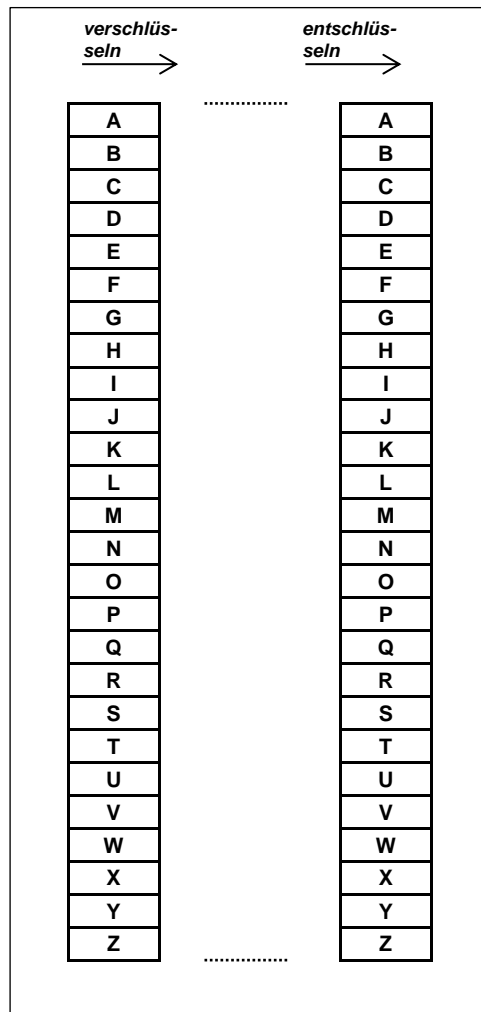 verschlüs- entschlüs-
seln seln
A A
B B
C C
D D
E E
F F
G G
H H
I I
J J
K K
L L
M M
N N
O O
P P
Q Q
R R
S S
T T
U U
V V
W W
X X
Y Y
Z Z